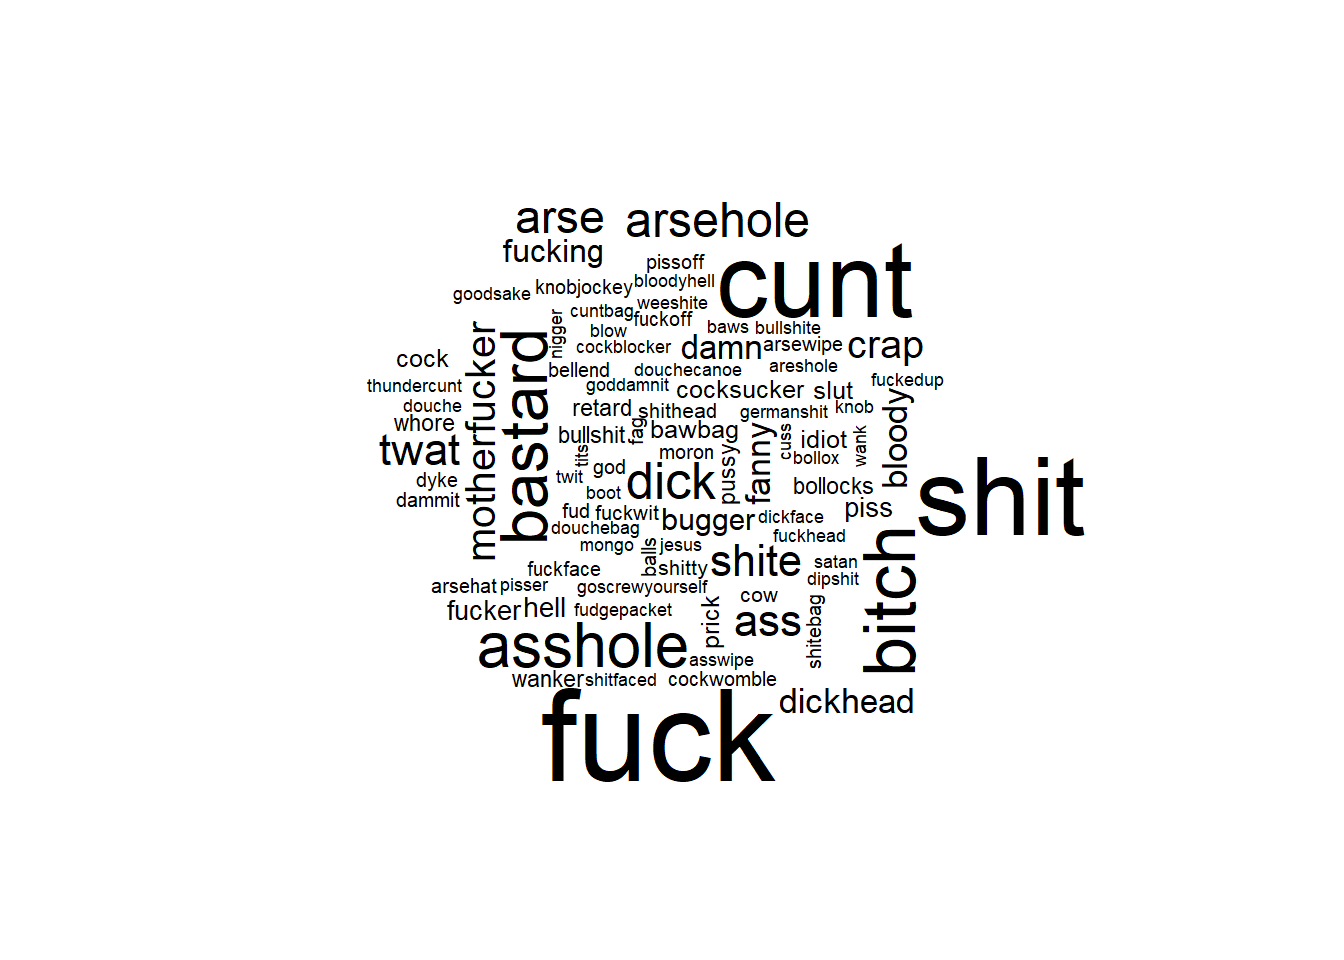 arse
arsehole
fucking
cunt
pissoff
bloodyhell
knobjockey
goodsake
weeshite
cuntbag
fuckoff
nigger
blow
baws
bullshite
motherfucker
bastard
cockblocker
damn
arsewipe
crap
cock
bellend
douchecanoe
areshole
thundercunt
goddamnit
cocksucker
slut
fuckedup
douche
retard
shithead
germanshit
knob
whore
bullshit
fag
bawbag
fanny
cuss
idiot
wank
bloody
twat
tits
moron
pussy
bollox
dyke
twit
god
dick
bollocks
shit
dammit
boot
fud
fuckwit
bugger
dickface
piss
douchebag
fuckhead
mongo
balls
jesus
shite
bitch
fuckface
shitty
satan
arsehat
pisser
goscrewyourself
dipshit
fucker
hell
fudgepacket
prick
cow
ass
shitebag
asshole
asswipe
wanker
shitfaced
cockwomble
fuck
dickhead